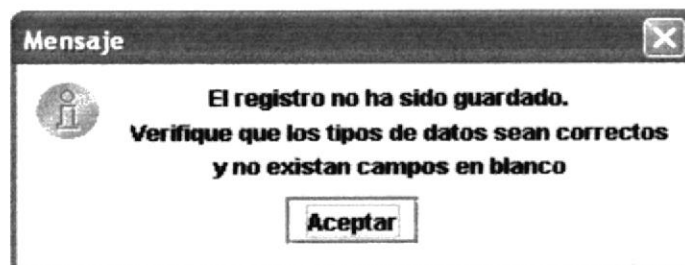 Mensaje
El registro no ha sido guardado.
Verifique que los tipos de datos sean correctos
y no existan campos en blanco
Aceptar